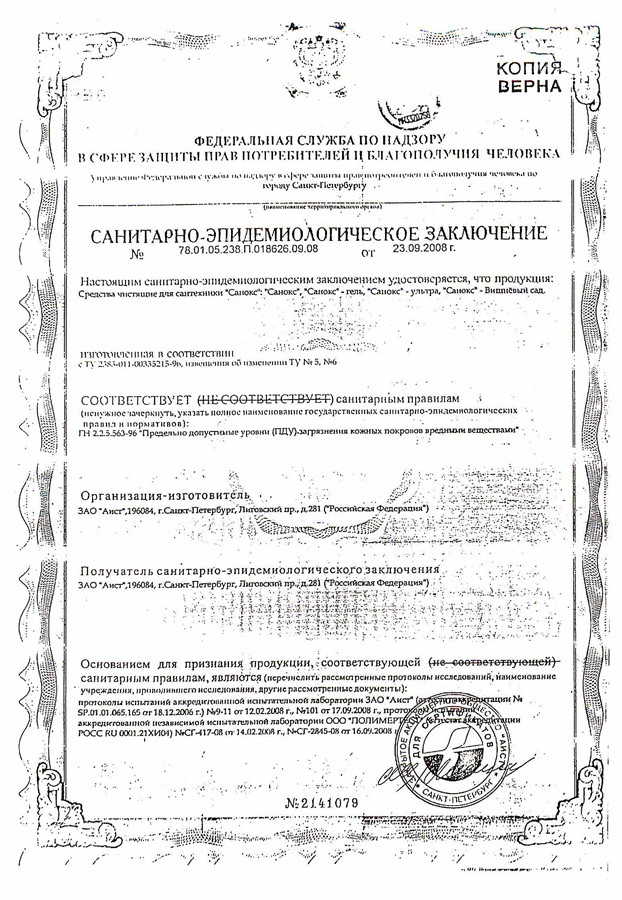 КОПИЯ
ВЕРНА
ФЕДЕРАЛЬНАЯ СЛУЖБА ПО НАДЗОРУ
В СФЕРЕ ЗАЩИТЫ ПРАВ ПОТРЕБИТЕЛЕЙ И БЛАГОПОЛУЧИЯ ЧЕЛОВЕКА
Управление Федеральной службы по надзору в сфере защиты прав потребителей и благополучия человека по
городу Санкт-Петербургу
(наименование территориального органа)
САНИТАРНО-ЭПИДЕМИОЛОГИЧЕСКОЕ ЗАКЛЮЧЕНИЕ
№ 78.01.05.238.П.018626.09.08 от 23.09.2008 г.
Настоящим санитарно-эпидемиологическим заключением удостоверяется, что продукция:
Средства чистящие для сантехники "Санокс": "Санокс", "Санокс" - гель, "Санокс" - ультра, "Санокс" - Вишнёвый сад.
изготовленная в соответствии
с ТУ 2383-011-00335215-96, извещения об изменении ТУ № 5, №6
СООТВЕТСТВУЕТ (НЕ СООТВЕТСТВУЕТ) санитарным правилам
(ненужное зачеркнуть, указать полное наименование государственных санитарно-эпидемиологических
правил и нормативов):
ГН 2.2.5.563-96 "Предельно допустимые уровни (ПДУ) загрязнения кожных покровов вредными веществами"
Организация-изготовитель
ЗАО "Аист",196084, г.Санкт-Петербург, Лиговский пр., д.281 ("Российская Федерация")
Получатель санитарно-эпидемиологического заключения
ЗАО "Аист",196084, г.Санкт-Петербург, Лиговский пр., д.281 ("Российская Федерация")
Основанием для признания продукции, соответствующей (не соответствующей)
санитарным правилам, являются (перечислить рассмотренные протоколы исследований, наименование
учреждения, проводившего исследования, другие рассмотренные документы):
протоколы испытаний аккредитованной испытательной лаборатории ЗАО "Аист" (аттестат аккредитации №
SP.01.01.065.165 от 18.12.2006 г.) №9-11 от 12.02.2008 г., №101 от 17.09.2008 г., протоколы испытаний
аккредитованной независимой испытательной лаборатории ООО "ПОЛИМЕРТЕСТ" (аттестат аккредитации
РОСС RU 0001.21ХИ04) №СГ-417-08 от 14.02.2008 г., №СГ-2845-08 от 16.09.2008 г.
ДЛЯ СЕРТИФИКАТОВ
САНКТ-ПЕТЕРБУРГ
№2141079